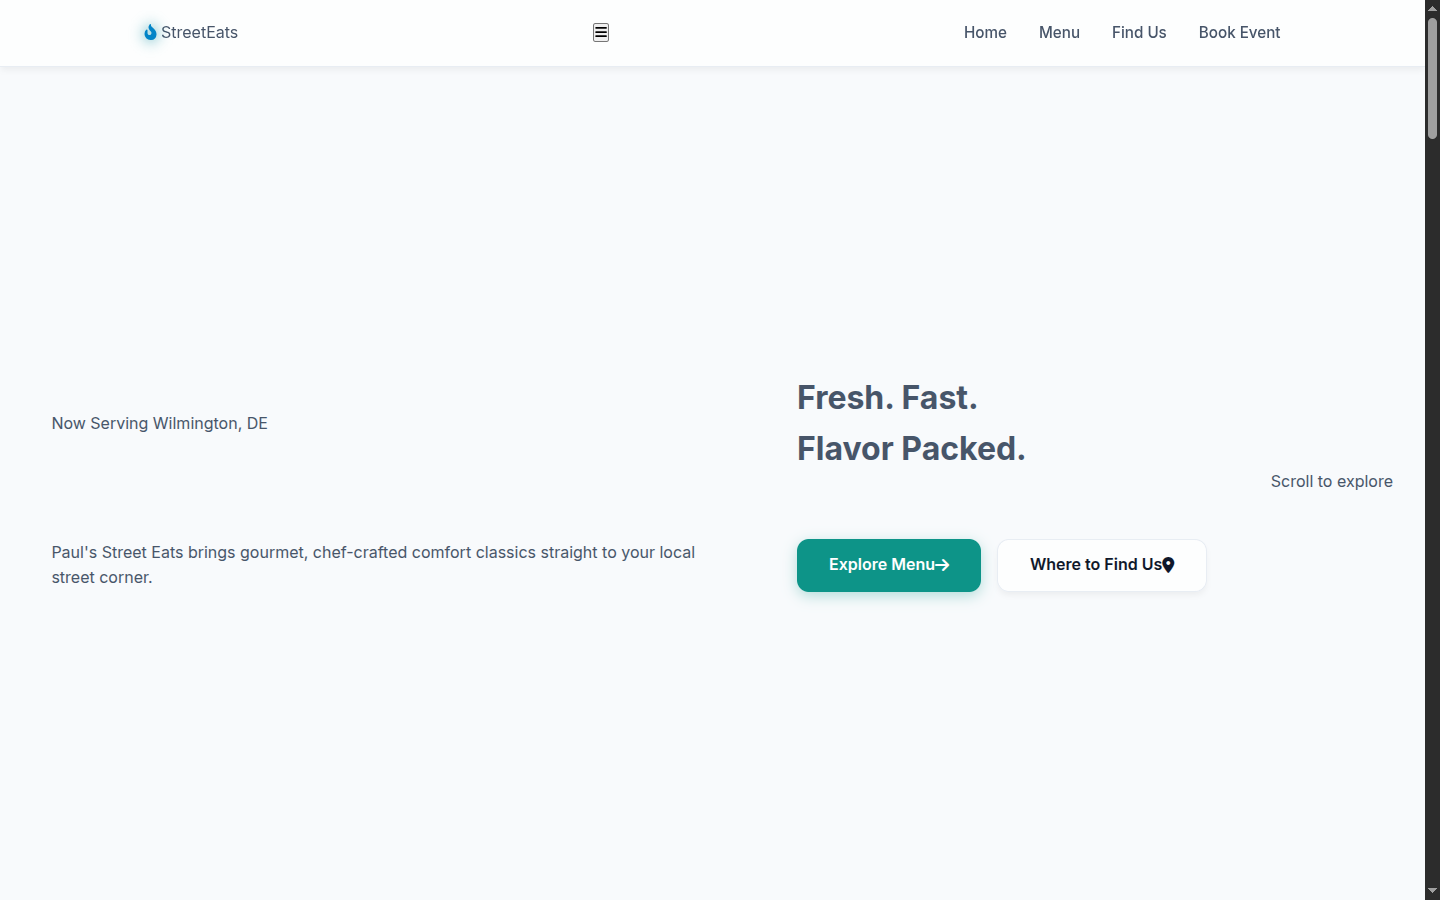 StreetEats
Home
Menu
Find Us
Book Event
Now Serving Wilmington, DE
Fresh. Fast.
Flavor Packed.
Scroll to explore
Paul's Street Eats brings gourmet, chef-crafted comfort classics straight to your local
street corner.
Explore Menu
Where to Find Us